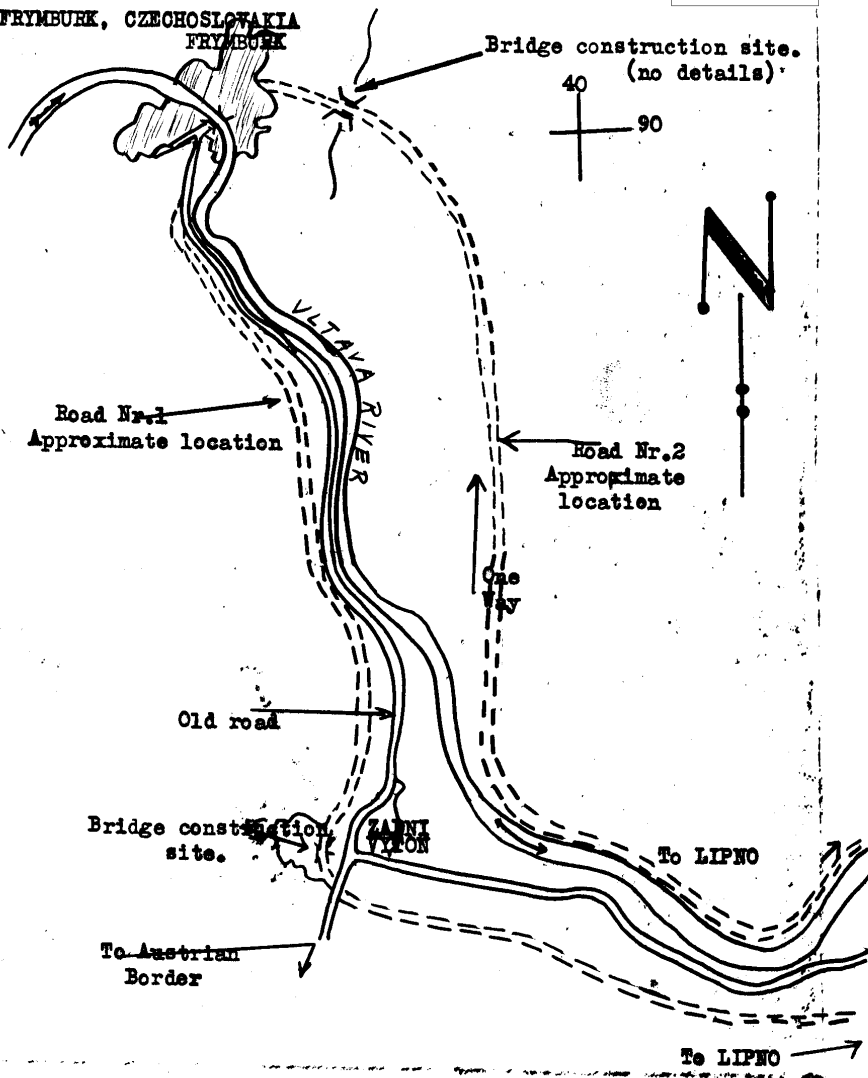 FRYMBURK, CZECHOSLOVAKIA
FRYMBURK
Bridge construction site.
(no details)
40
90
N
VLTAVA RIVER
Road Nr.1
Approximate location
Road Nr.2
Approximate
location
One
Way
Old road
Bridge construction
site.
ZADNI
VYTON
To LIPNO
To Austrian
Border
To LIPNO